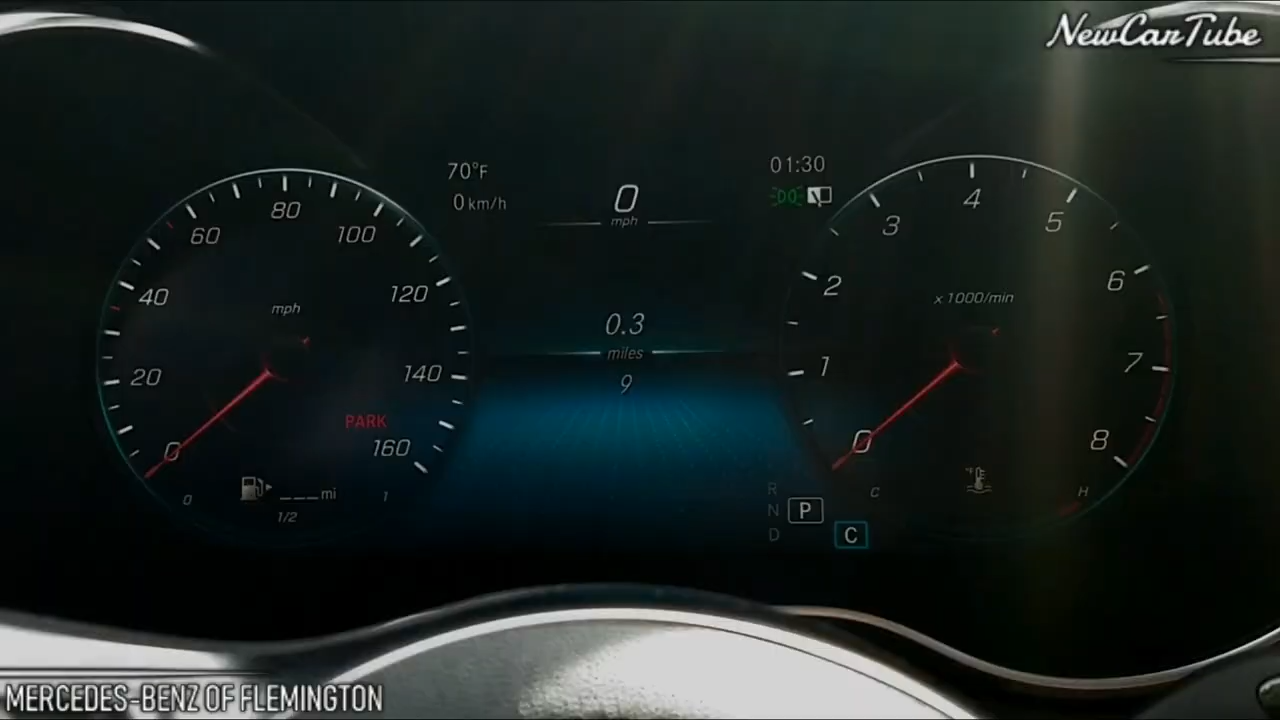 NewCarTube
70°F
0 km/h
0
mph
01:30
80
60
100
40
120
mph
20
140
PARK
0
160
0
___mi
1
1/2
0.3
miles
9
4
3
5
2
6
x 1000/min
1
7
0
8
C
°F
H
R
N
P
D
C
MERCEDES-BENZ OF FLEMINGTON